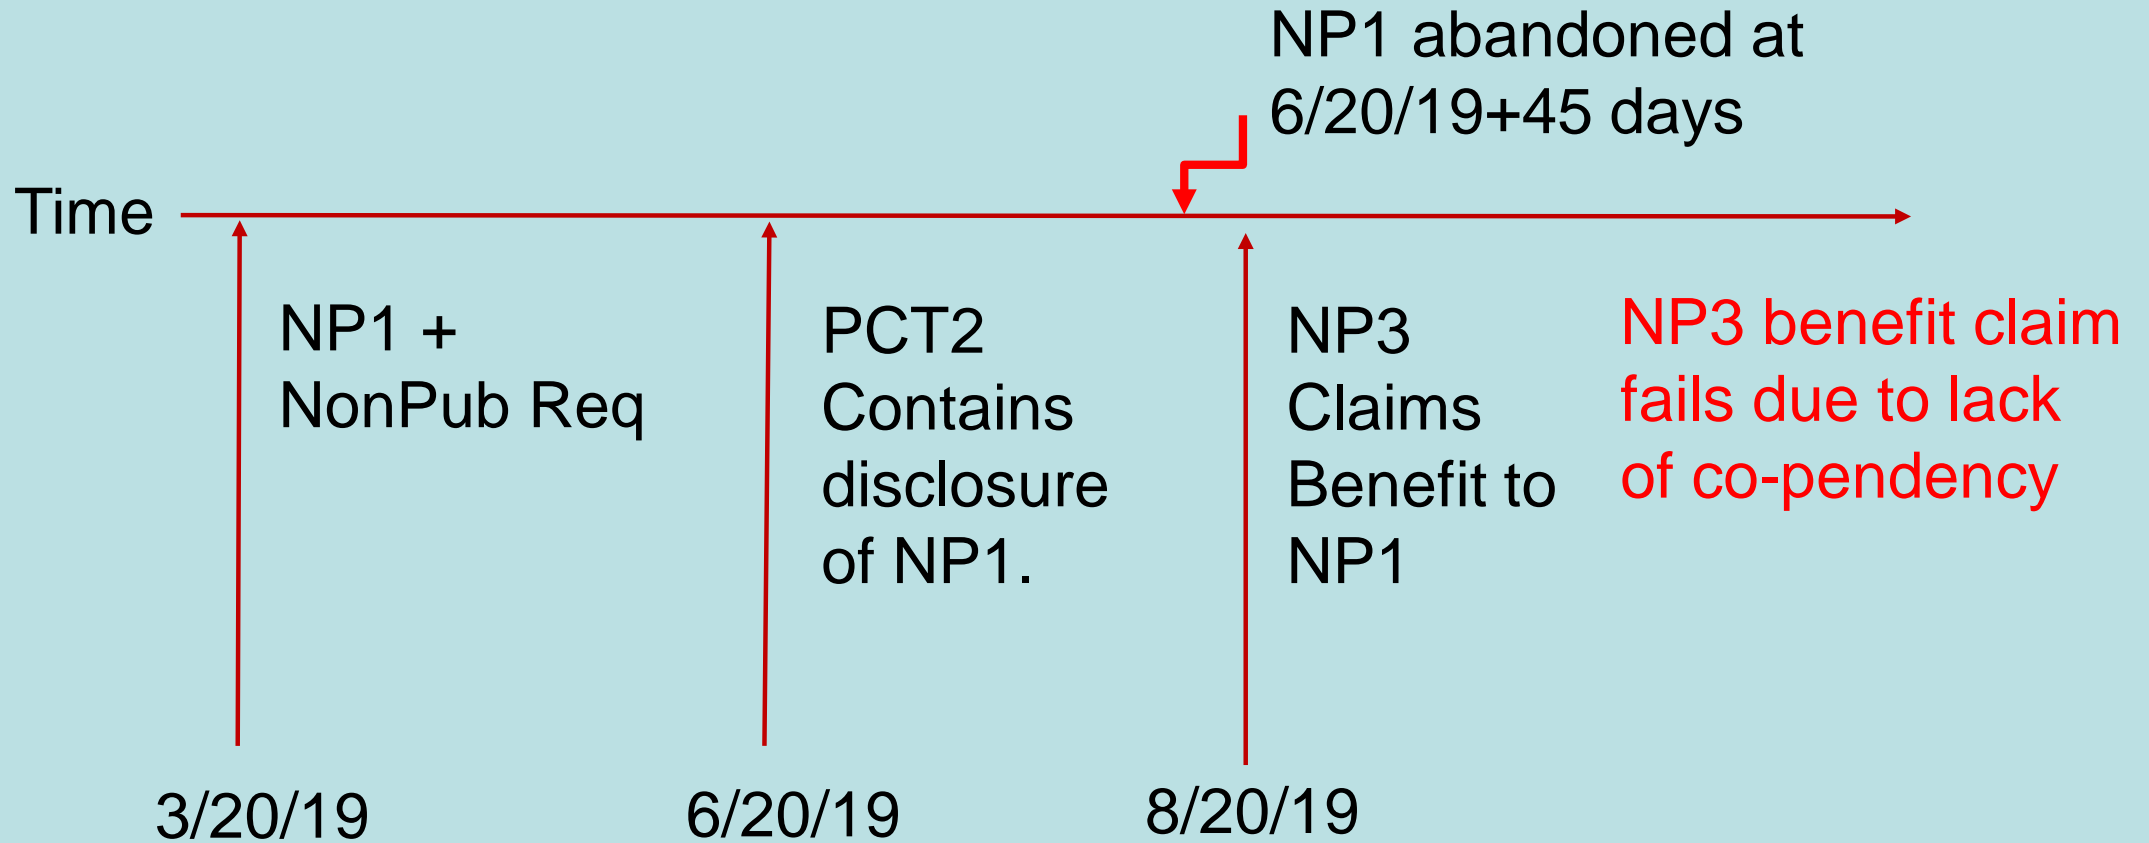 NP1 abandoned at
6/20/19+45 days
Time
NP1 +
NonPub Req
PCT2
Contains
disclosure
of NP1.
NP3
Claims
Benefit to
NP1
NP3 benefit claim
fails due to lack
of co-pendency
3/20/19
6/20/19
8/20/19